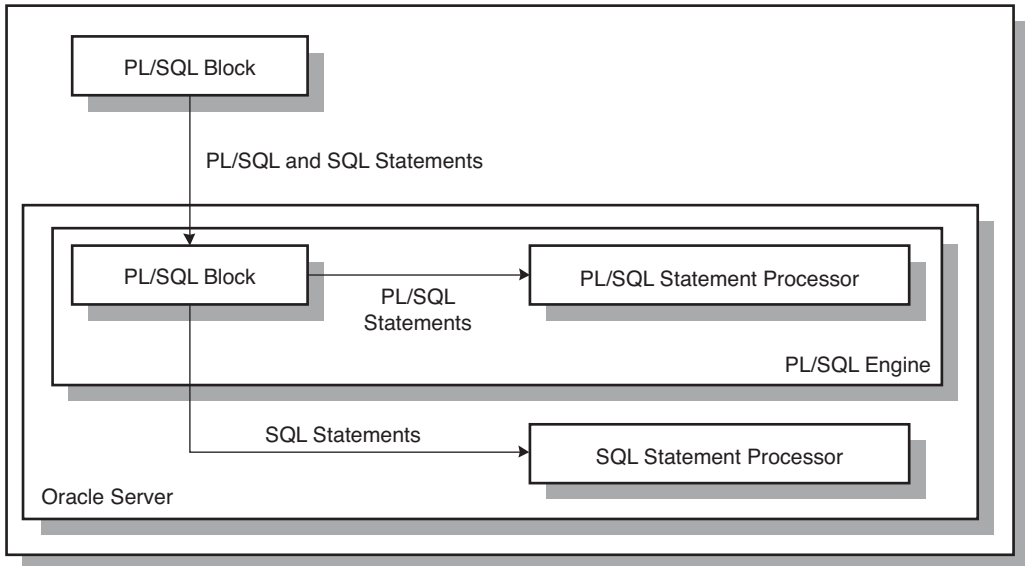 PL/SQL Block
PL/SQL and SQL Statements
PL/SQL Block
PL/SQL
Statements
PL/SQL Statement Processor
PL/SQL Engine
SQL Statements
SQL Statement Processor
Oracle Server